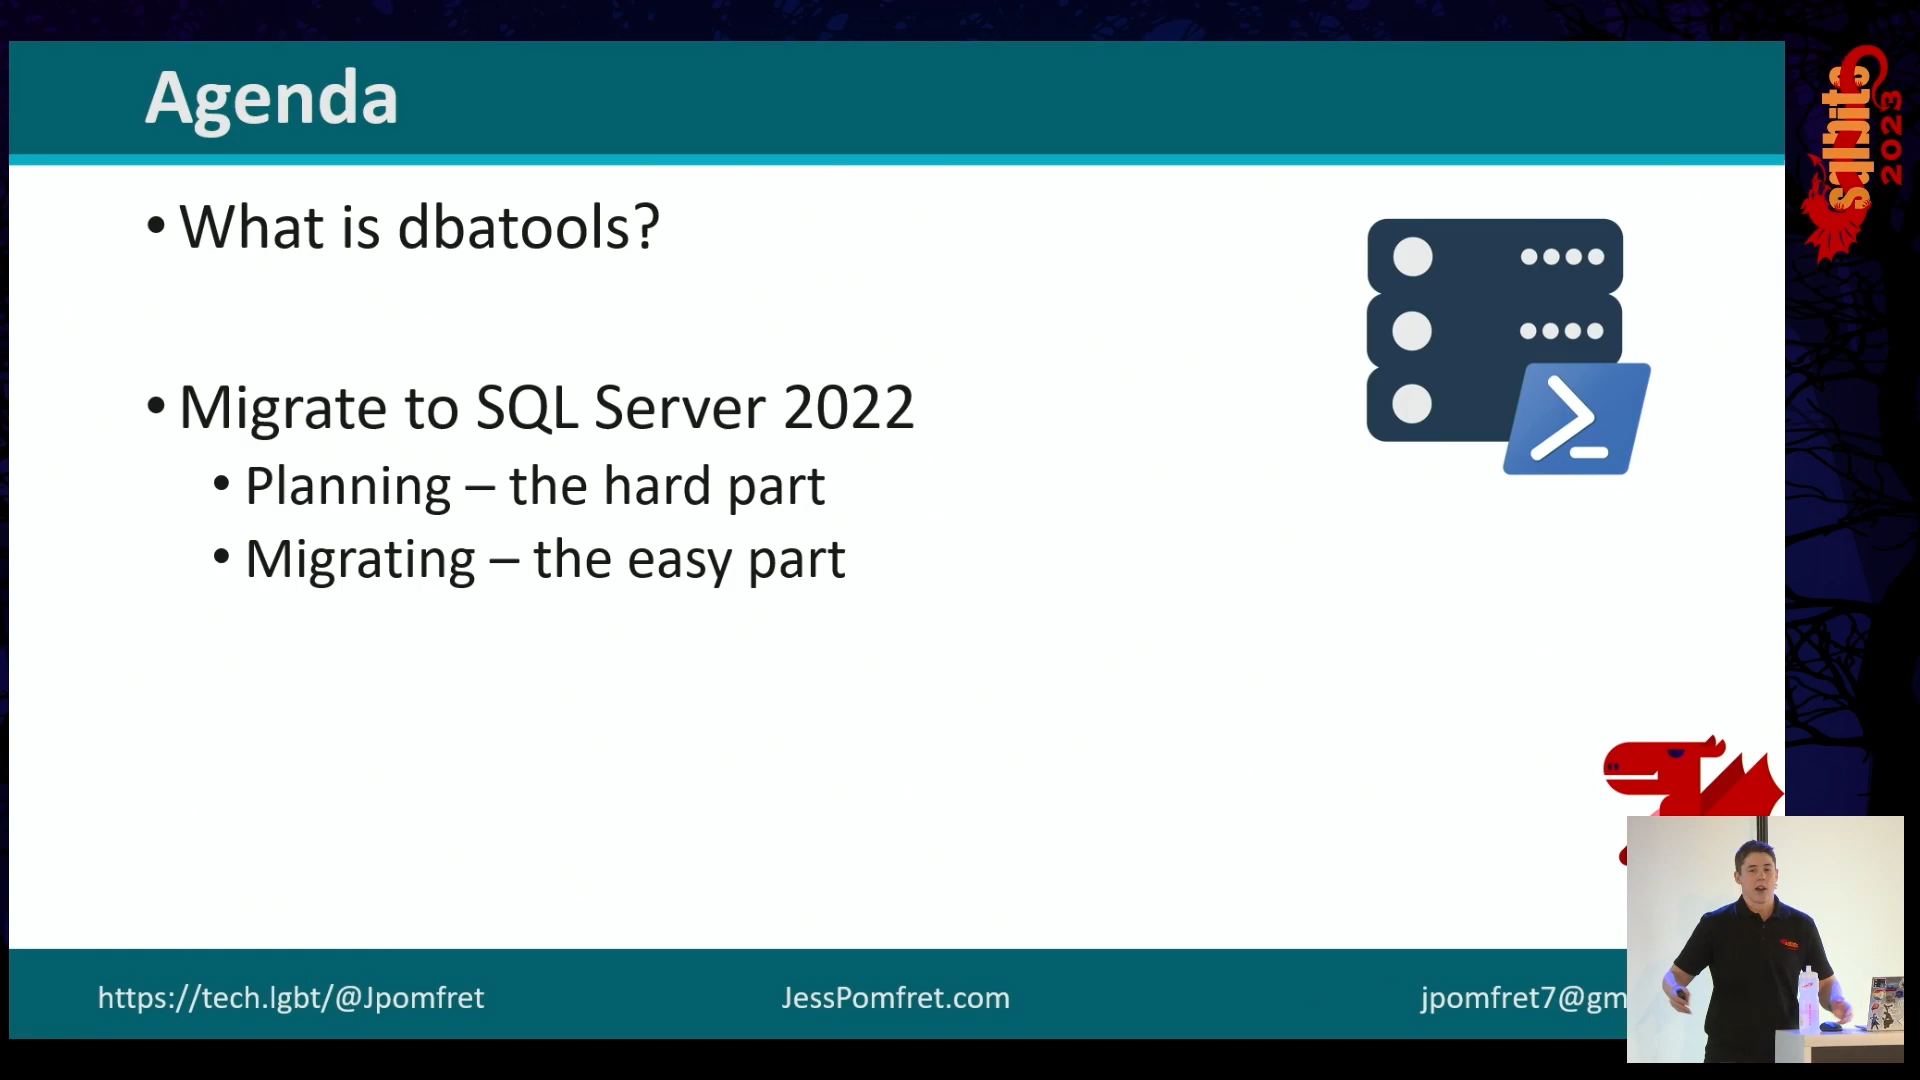 Agenda
• What is dbatools?
• Migrate to SQL Server 2022
• Planning – the hard part
• Migrating – the easy part
https://tech.lgbt/@Jpomfret
JessPomfret.com
jpomfret7@gm
sqlbits
2023